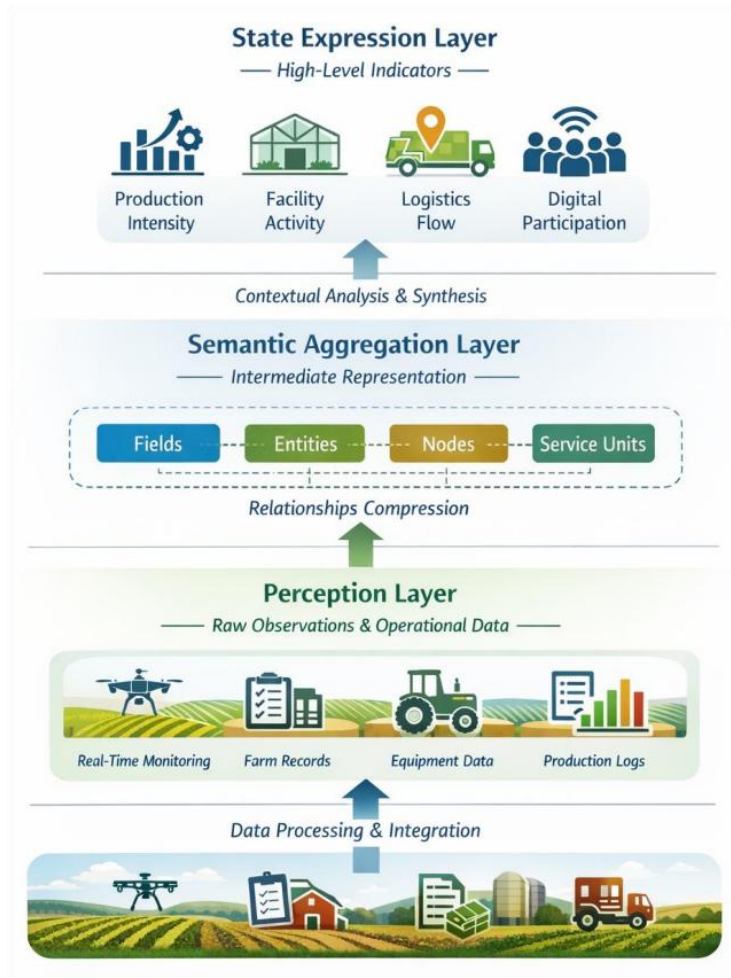 State Expression Layer
High-Level Indicators
Production
Intensity
Facility
Activity
Logistics
Flow
Digital
Participation
Contextual Analysis & Synthesis
Semantic Aggregation Layer
Intermediate Representation
Fields
Entities
Nodes
Service Units
Relationships Compression
Perception Layer
Raw Observations & Operational Data
Real-Time Monitoring
Farm Records
Equipment Data
Production Logs
Data Processing & Integration